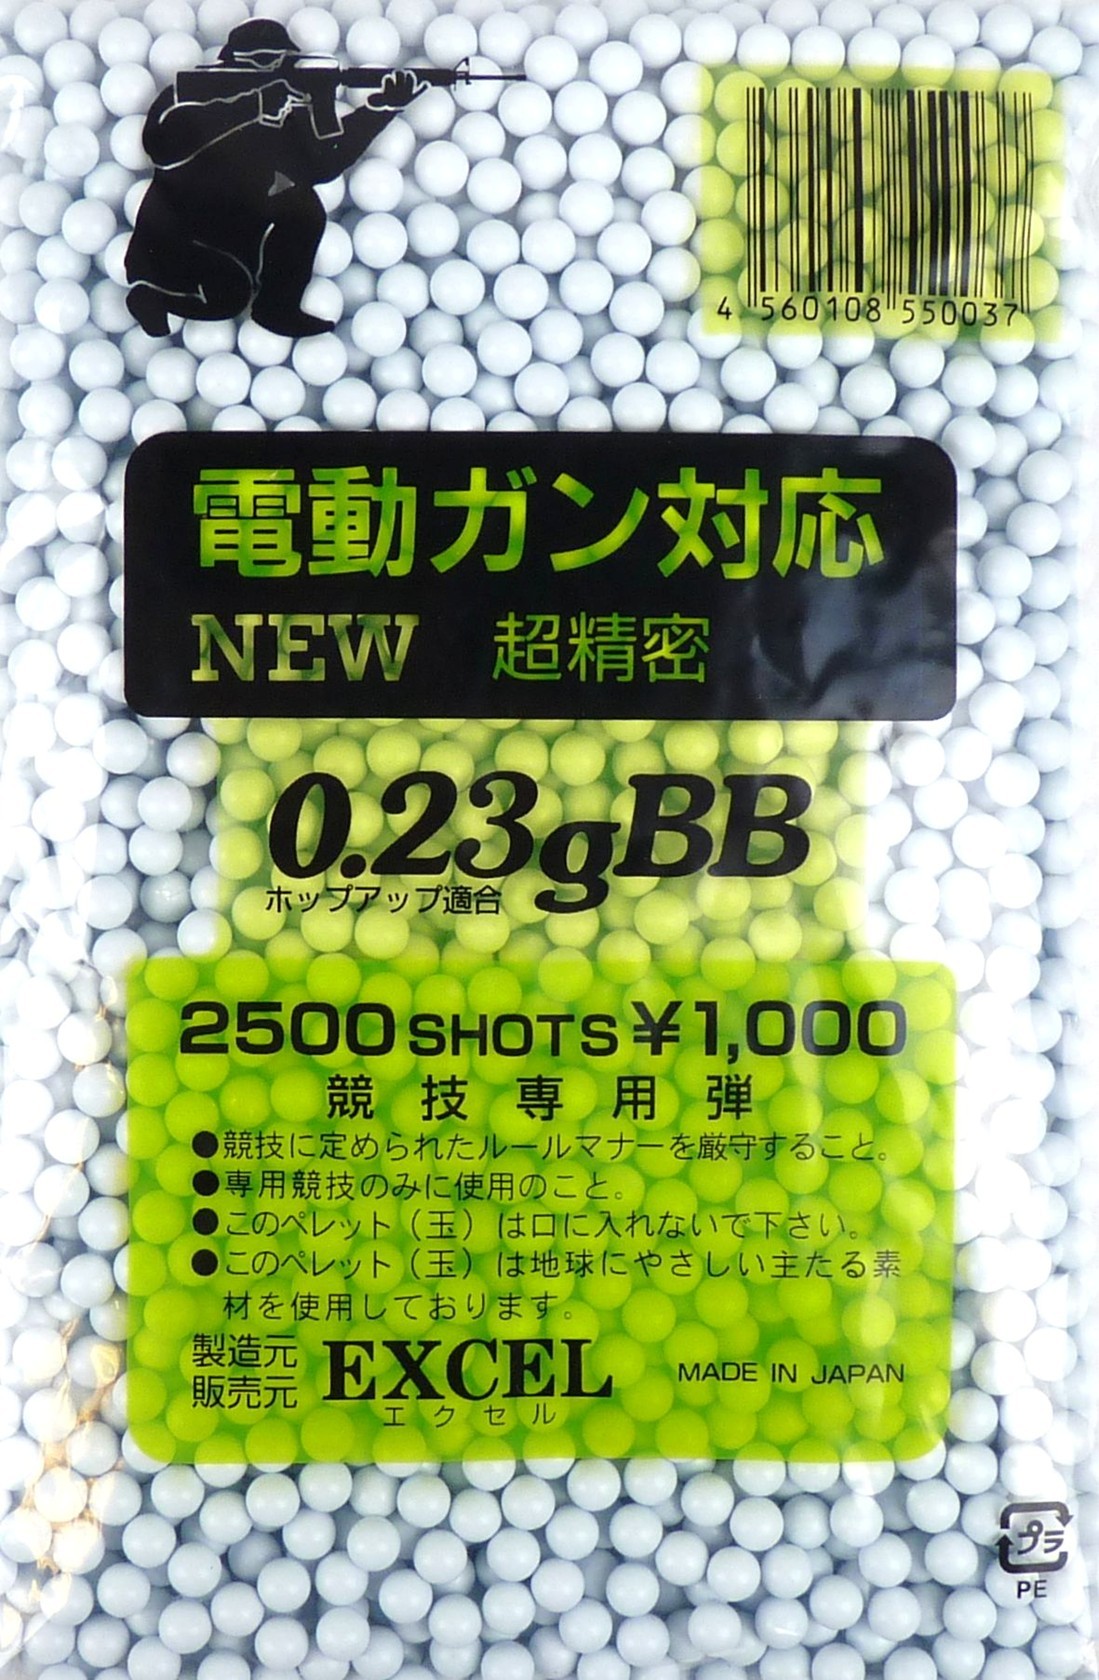 4 560108 550037
電動ガン対応
NEW 超精密
0.23gBB
ホップアップ適合
2500 SHOTS ¥1,000
競技専用弾
●競技に定められたルールマナーを厳守すること。
●専用競技のみに使用のこと。
●このペレット（玉）は口に入れないで下さい。
●このペレット（玉）は地球にやさしい主たる素
材を使用しております。
製造元
販売元
EXCEL
エクセル
MADE IN JAPAN
プラ
PE